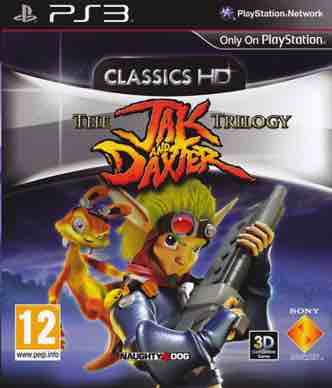 PS3
PlayStation.Network
Only On PlayStation.
CLASSICS HD
THE JAK AND DAXTER TRILOGY
12
www.pegi.info
NAUGHTY DOG
3D
SONY